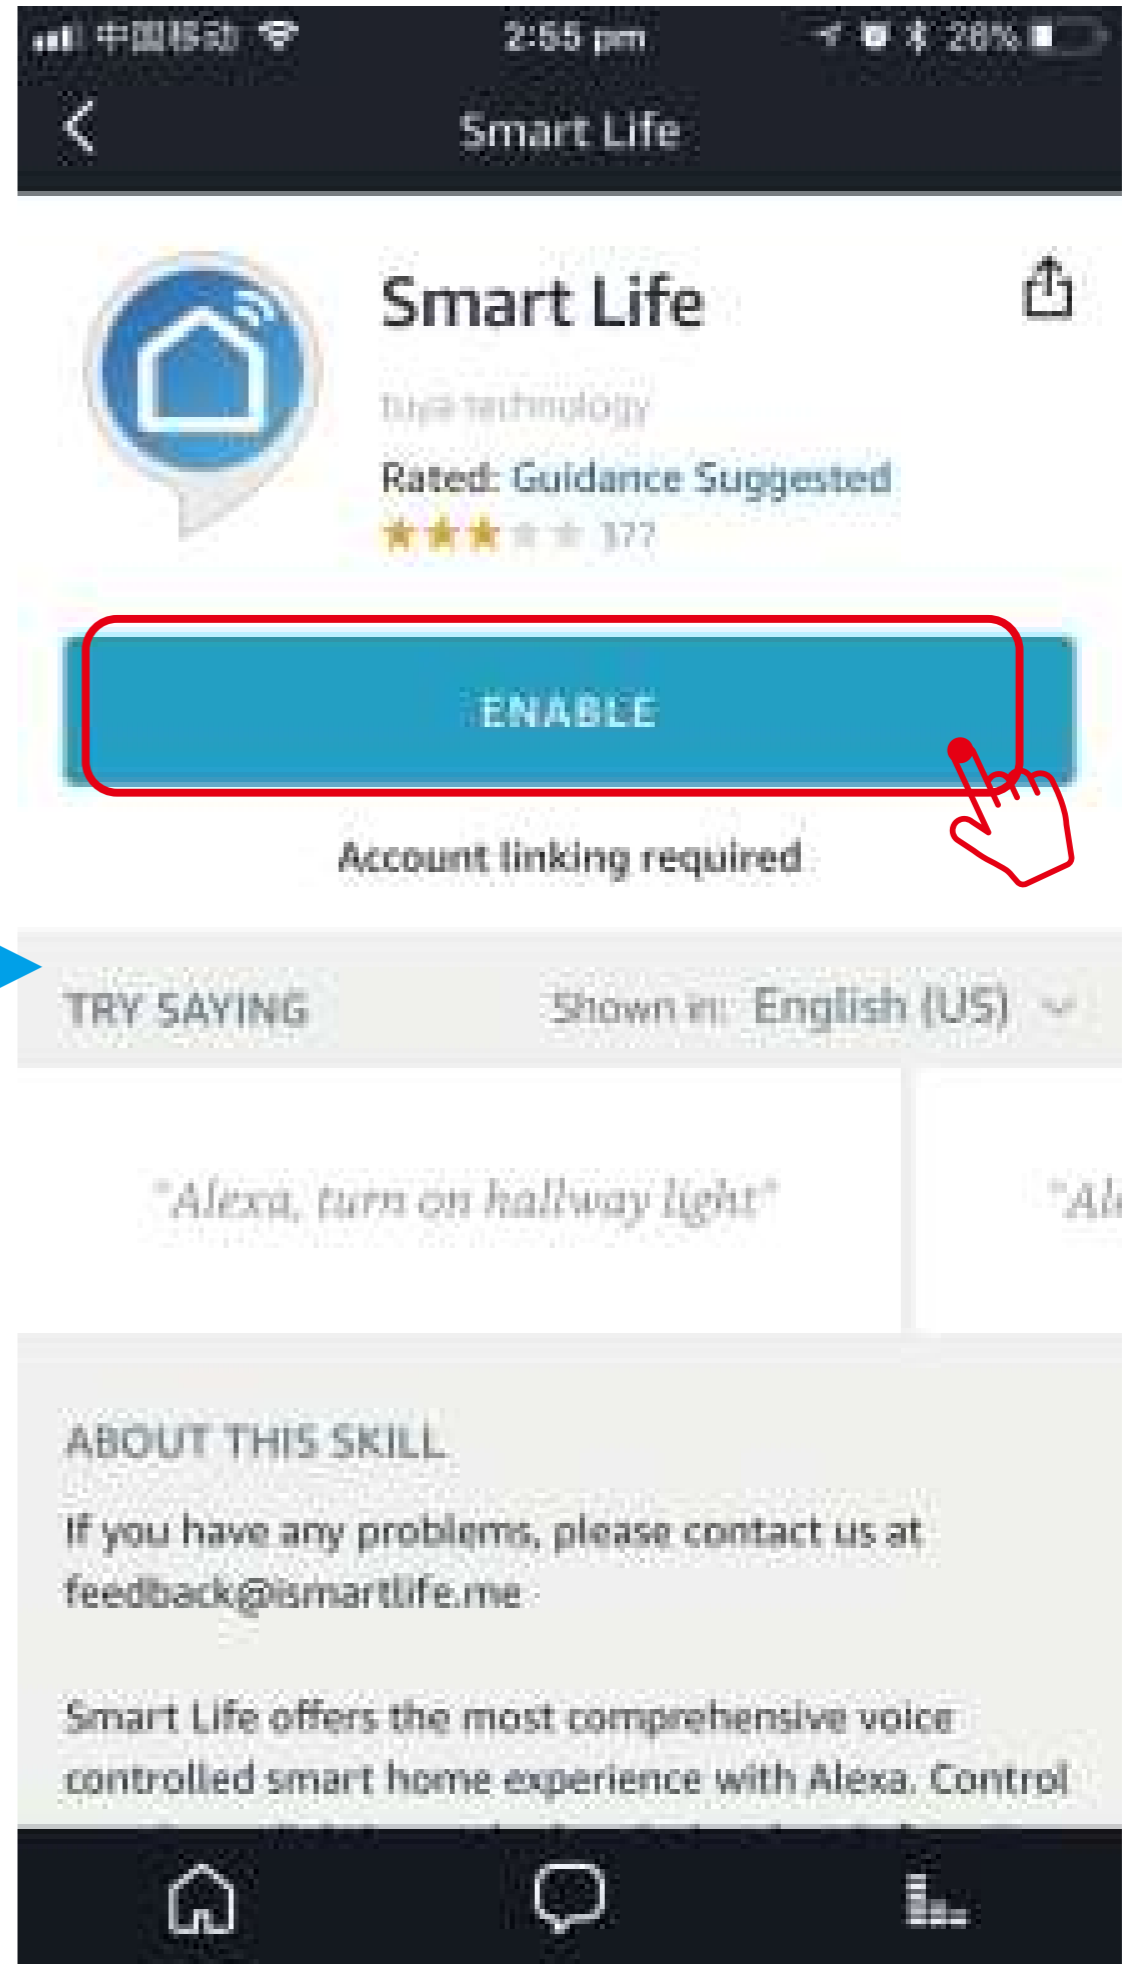 中国移动 2:55 pm 28%
Smart Life
Smart Life
tuya technology
Rated: Guidance Suggested
377
ENABLE
Account linking required
TRY SAYING Shown in: English (US)
"Alexa, turn on hallway light" "Ale
ABOUT THIS SKILL
If you have any problems, please contact us at
feedback@ismartlife.me
Smart Life offers the most comprehensive voice
controlled smart home experience with Alexa. Control